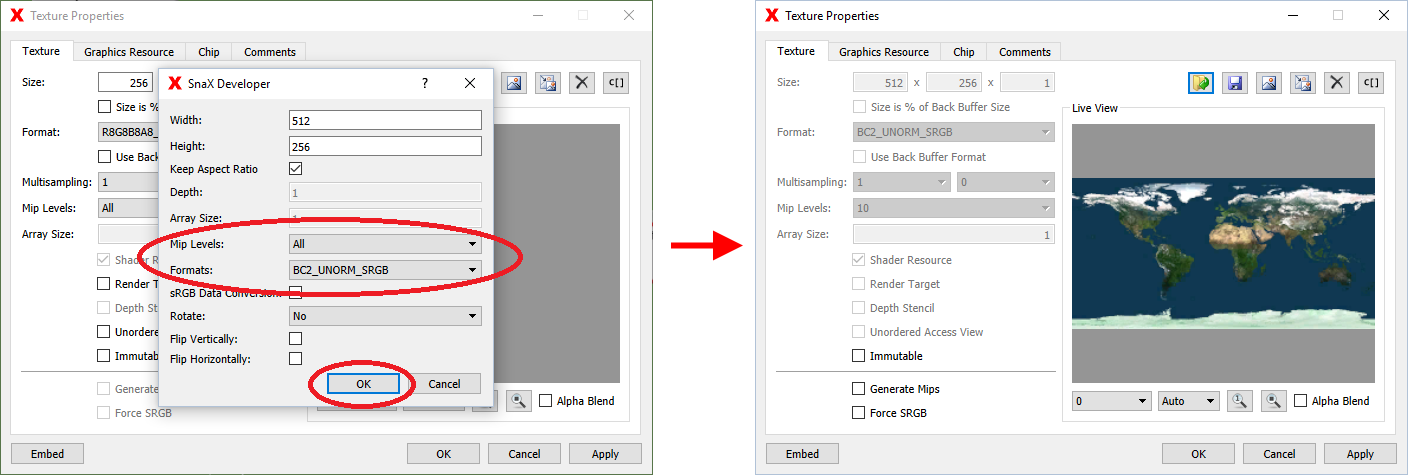 Texture Properties
Texture
Graphics Resource
Chip
Comments
Size:
256
C[]
Size is %
Format:
R8G8B8A8_
Use Back
Multisampling:
1
Mip Levels:
All
Array Size:
Shader R
Render T
Depth St
Unordered
Immutab
Generate
Force SRGB
Alpha Blend
Embed
OK
Cancel
Apply
SnaX Developer
?
Width:
512
Height:
256
Keep Aspect Ratio
Depth:
1
Array Size:
1
Mip Levels:
All
Formats:
BC2_UNORM_SRGB
sRGB Data Conversion:
Rotate:
No
Flip Vertically:
Flip Horizontally:
OK
Cancel
Texture Properties
Texture
Graphics Resource
Chip
Comments
Size:
512 x 256 x 1
C[]
Size is % of Back Buffer Size
Live View
Format:
BC2_UNORM_SRGB
Use Back Buffer Format
Multisampling:
1
0
Mip Levels:
10
Array Size:
1
Shader Resource
Render Target
Depth Stencil
Unordered Access View
Immutable
Generate Mips
Force SRGB
0
Auto
1
Alpha Blend
Embed
OK
Cancel
Apply